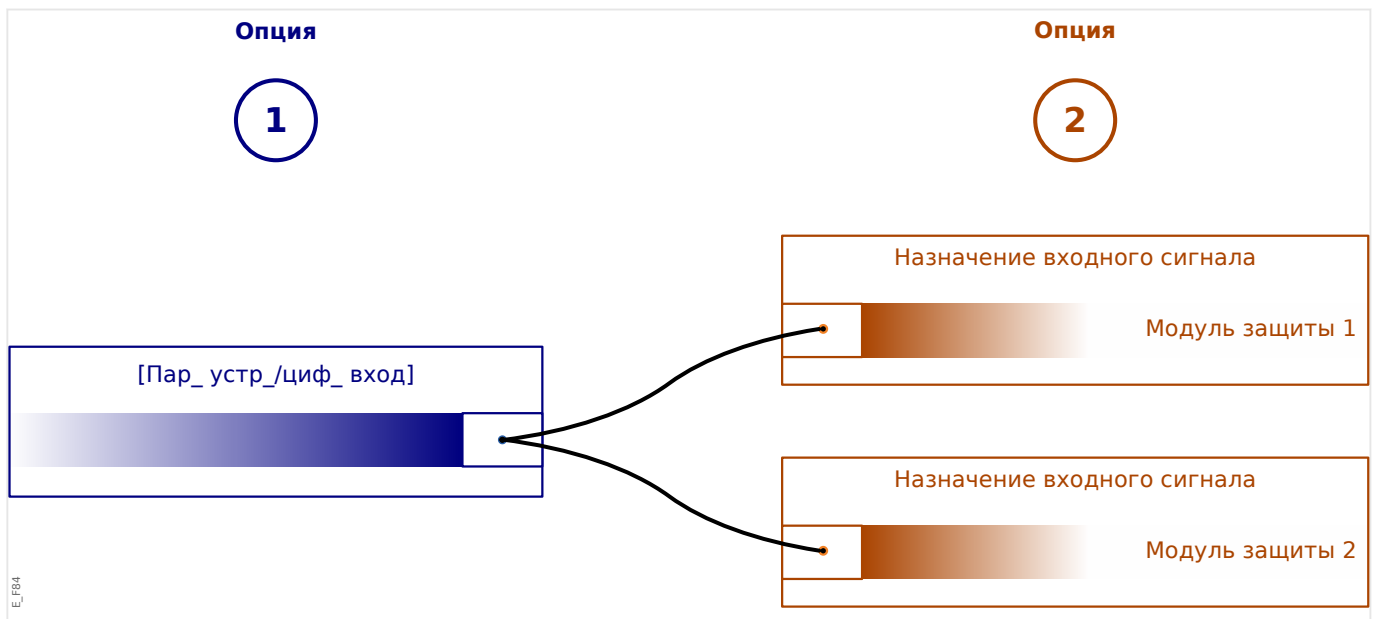 Опция
1
Опция
2
[Пар_ устр_/циф_ вход]
Назначение входного сигнала
Модуль защиты 1
Назначение входного сигнала
Модуль защиты 2
E_F84